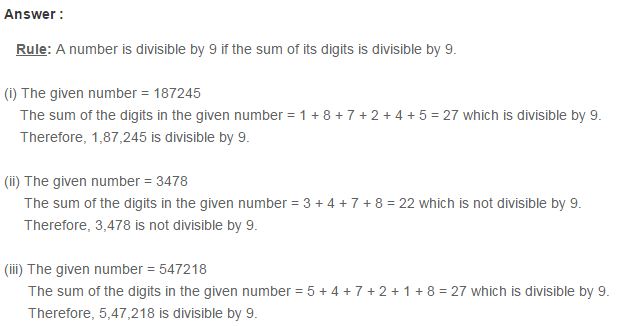 Answer :
Rule: A number is divisible by 9 if the sum of its digits is divisible by 9.
(i) The given number = 187245
The sum of the digits in the given number = 1 + 8 + 7 + 2 + 4 + 5 = 27 which is divisible by 9.
Therefore, 1,87,245 is divisible by 9.
(ii) The given number = 3478
The sum of the digits in the given number = 3 + 4 + 7 + 8 = 22 which is not divisible by 9.
Therefore, 3,478 is not divisible by 9.
(iii) The given number = 547218
The sum of the digits in the given number = 5 + 4 + 7 + 2 + 1 + 8 = 27 which is divisible by 9.
Therefore, 5,47,218 is divisible by 9.